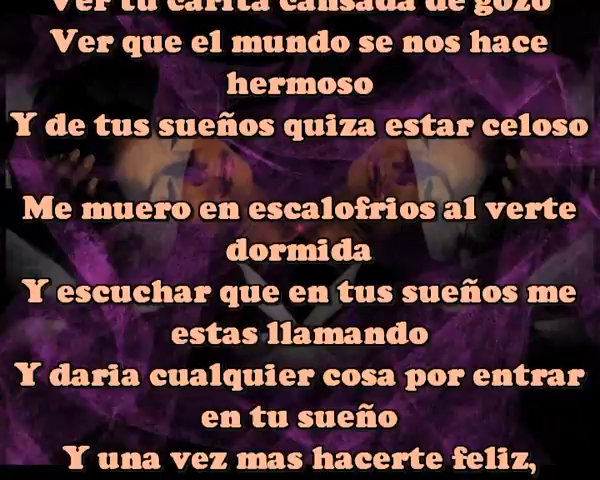 Ver tu carita cansada de gozo
Ver que el mundo se nos hace
hermoso
Y de tus sueños quiza estar celoso
Me muero en escalofrios al verte
dormida
Y escuchar que en tus sueños me
estas llamando
Y daria cualquier cosa por entrar
en tu sueño
Y una vez mas hacerte feliz,